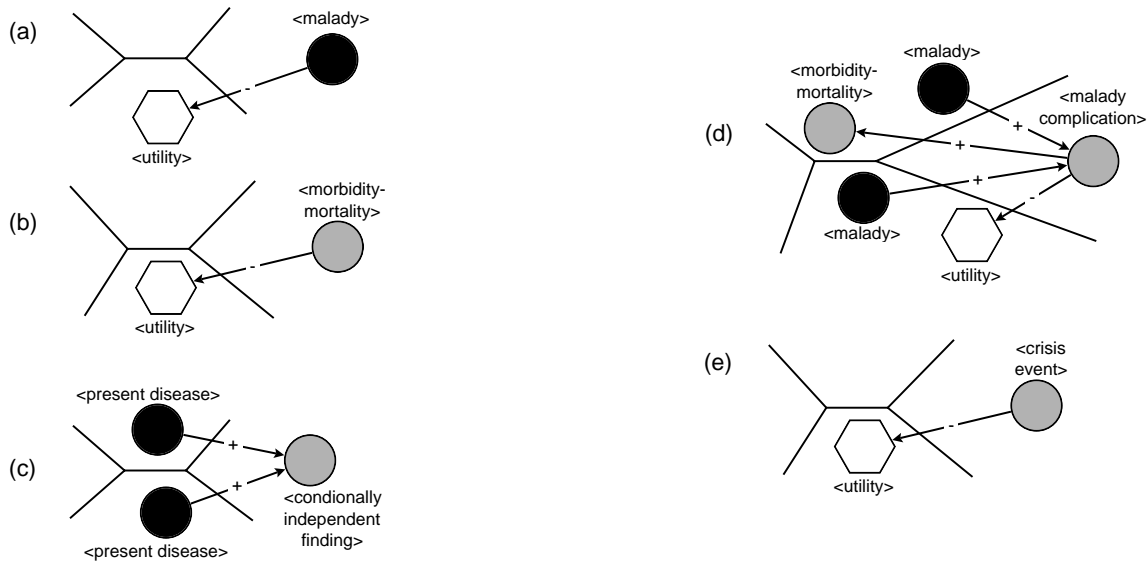 (a)
<malady>
-
<utility>
(b)
<morbidity-
mortality>
-
<utility>
(c)
<present disease>
+
+
<condionally
independent
finding>
<present disease>
(d)
<malady>
<morbidity-
mortality>
<malady
complication>
+
+
+
-
<malady>
<utility>
(e)
<crisis
event>
-
<utility>